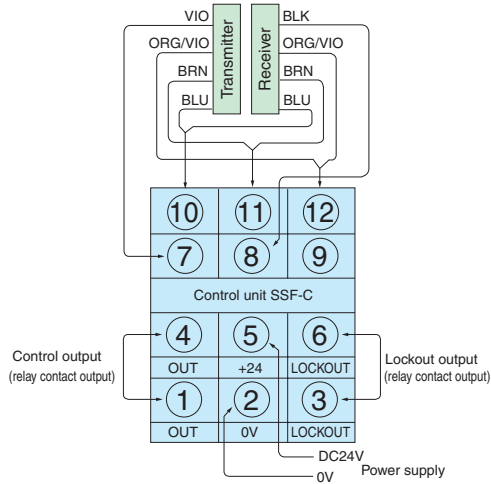 VIO
BLK
ORG/VIO
ORG/VIO
BRN
BRN
BLU
BLU
Transmitter
Receiver
10
11
12
7
8
9
Control unit SSF-C
4
5
6
OUT
+24
LOCKOUT
Control output
(relay contact output)
Lockout output
(relay contact output)
1
2
3
OUT
0V
LOCKOUT
DC24V
0V
Power supply